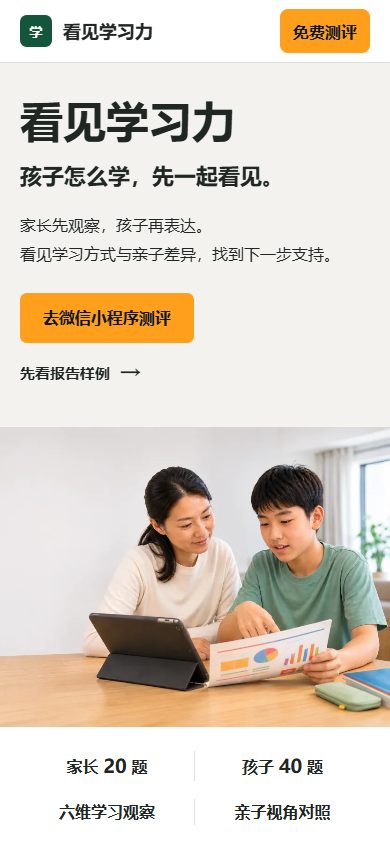 学 看见学习力
免费测评
看见学习力
孩子怎么学，先一起看见。
家长先观察，孩子再表达。
看见学习方式与亲子差异，找到下一步支持。
去微信小程序测评
先看报告样例 →
家长 20 题
孩子 40 题
六维学习观察
亲子视角对照